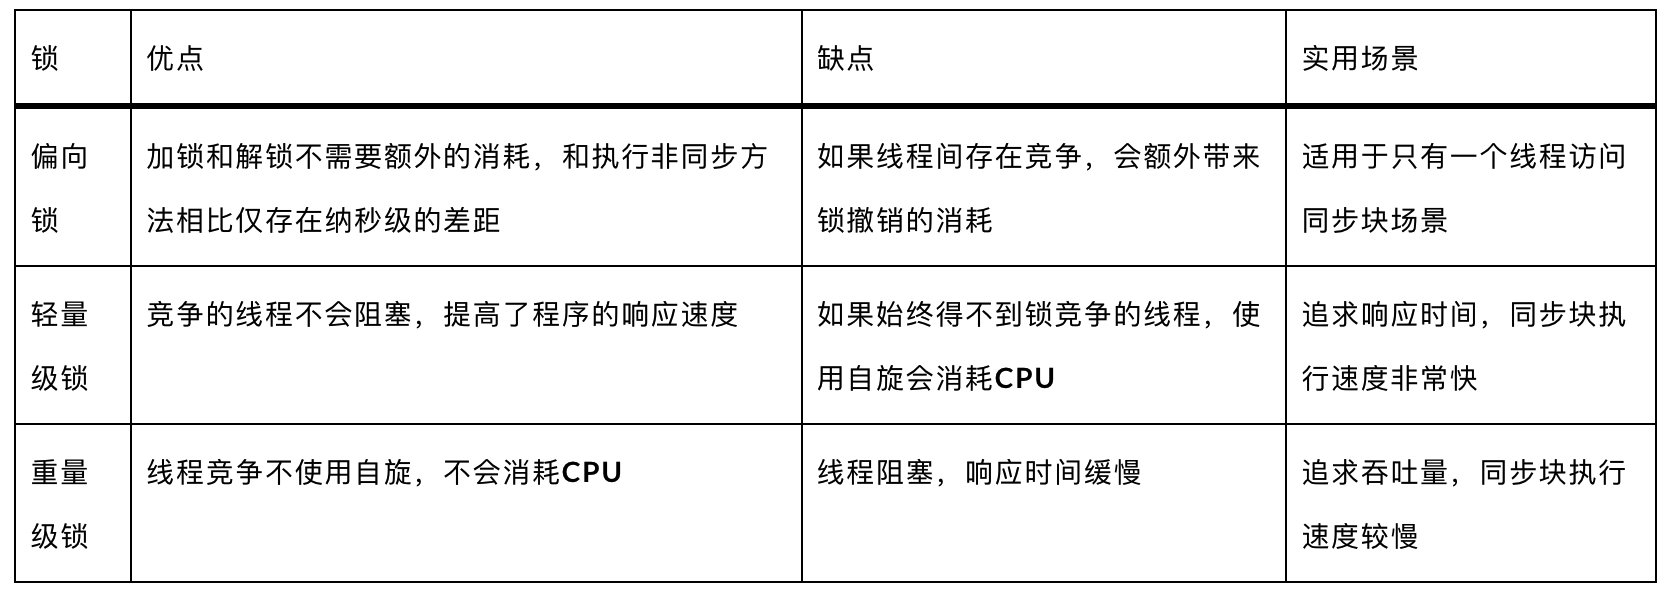 锁
优点
缺点
实用场景
偏向
锁
加锁和解锁不需要额外的消耗，和执行非同步方
法相比仅存在纳秒级的差距
如果线程间存在竞争，会额外带来
锁撤销的消耗
适用于只有一个线程访问
同步块场景
轻量
级锁
竞争的线程不会阻塞，提高了程序的响应速度
如果始终得不到锁竞争的线程，使
用自旋会消耗CPU
追求响应时间，同步块执
行速度非常快
重量
级锁
线程竞争不使用自旋，不会消耗CPU
线程阻塞，响应时间缓慢
追求吞吐量，同步块执行
速度较慢